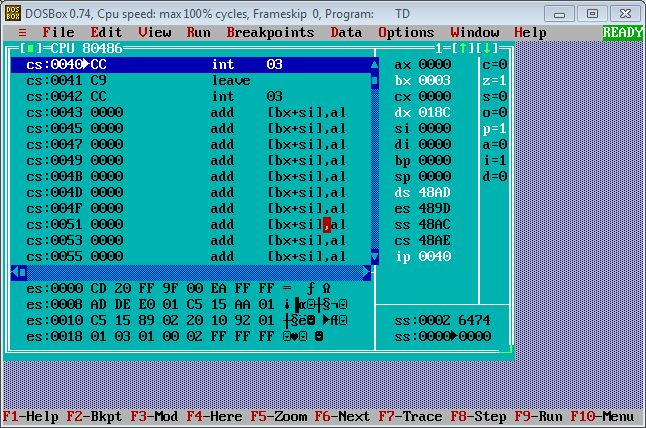 DOSBox 0.74, Cpu speed: max 100% cycles, Frameskip 0, Program: TD
≡ File Edit View Run Breakpoints Data Options Window Help READY
[■]=CPU 80486 1=[↑][↓]
cs:0040▶CC int 03 ax 0000 c=0
cs:0041 C9 leave bx 0003 z=1
cs:0042 CC int 03 cx 0000 s=0
cs:0043 0000 add [bx+si],al dx 018C o=0
cs:0045 0000 add [bx+si],al si 0000 p=1
cs:0047 0000 add [bx+si],al di 0000 a=0
cs:0049 0000 add [bx+si],al bp 0000 i=1
cs:004B 0000 add [bx+si],al sp 0000 d=0
cs:004D 0000 add [bx+si],al ds 48AD
cs:004F 0000 add [bx+si],al es 489D
cs:0051 0000 add [bx+si],al ss 48AC
cs:0053 0000 add [bx+si],al cs 48AE
cs:0055 0000 add [bx+si],al ip 0040
es:0000 CD 20 FF 9F 00 EA FF FF = ƒ Ω
es:0008 AD DE E0 01 C5 15 AA 01
es:0010 C5 15 89 02 20 10 92 01 ss:0002 6474
es:0018 01 03 01 00 02 FF FF FF ss:0000▶0000
F1-Help F2-Bkpt F3-Mod F4-Here F5-Zoom F6-Next F7-Trace F8-Step F9-Run F10-Menu